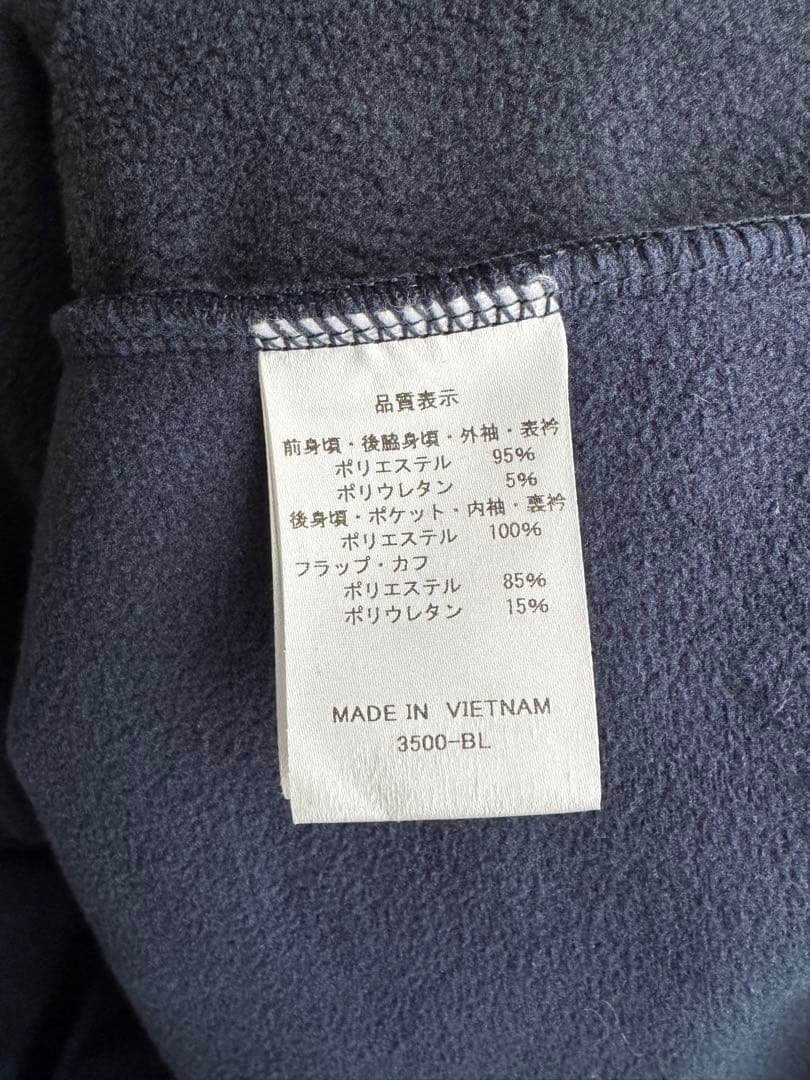 品質表示
前身頃・後脇身頃・外袖・表衿
ポリエステル 95%
ポリウレタン 5%
後身頃・ポケット・内袖・裏衿
ポリエステル 100%
フラップ・カフ
ポリエステル 85%
ポリウレタン 15%
MADE IN VIETNAM
3500-BL